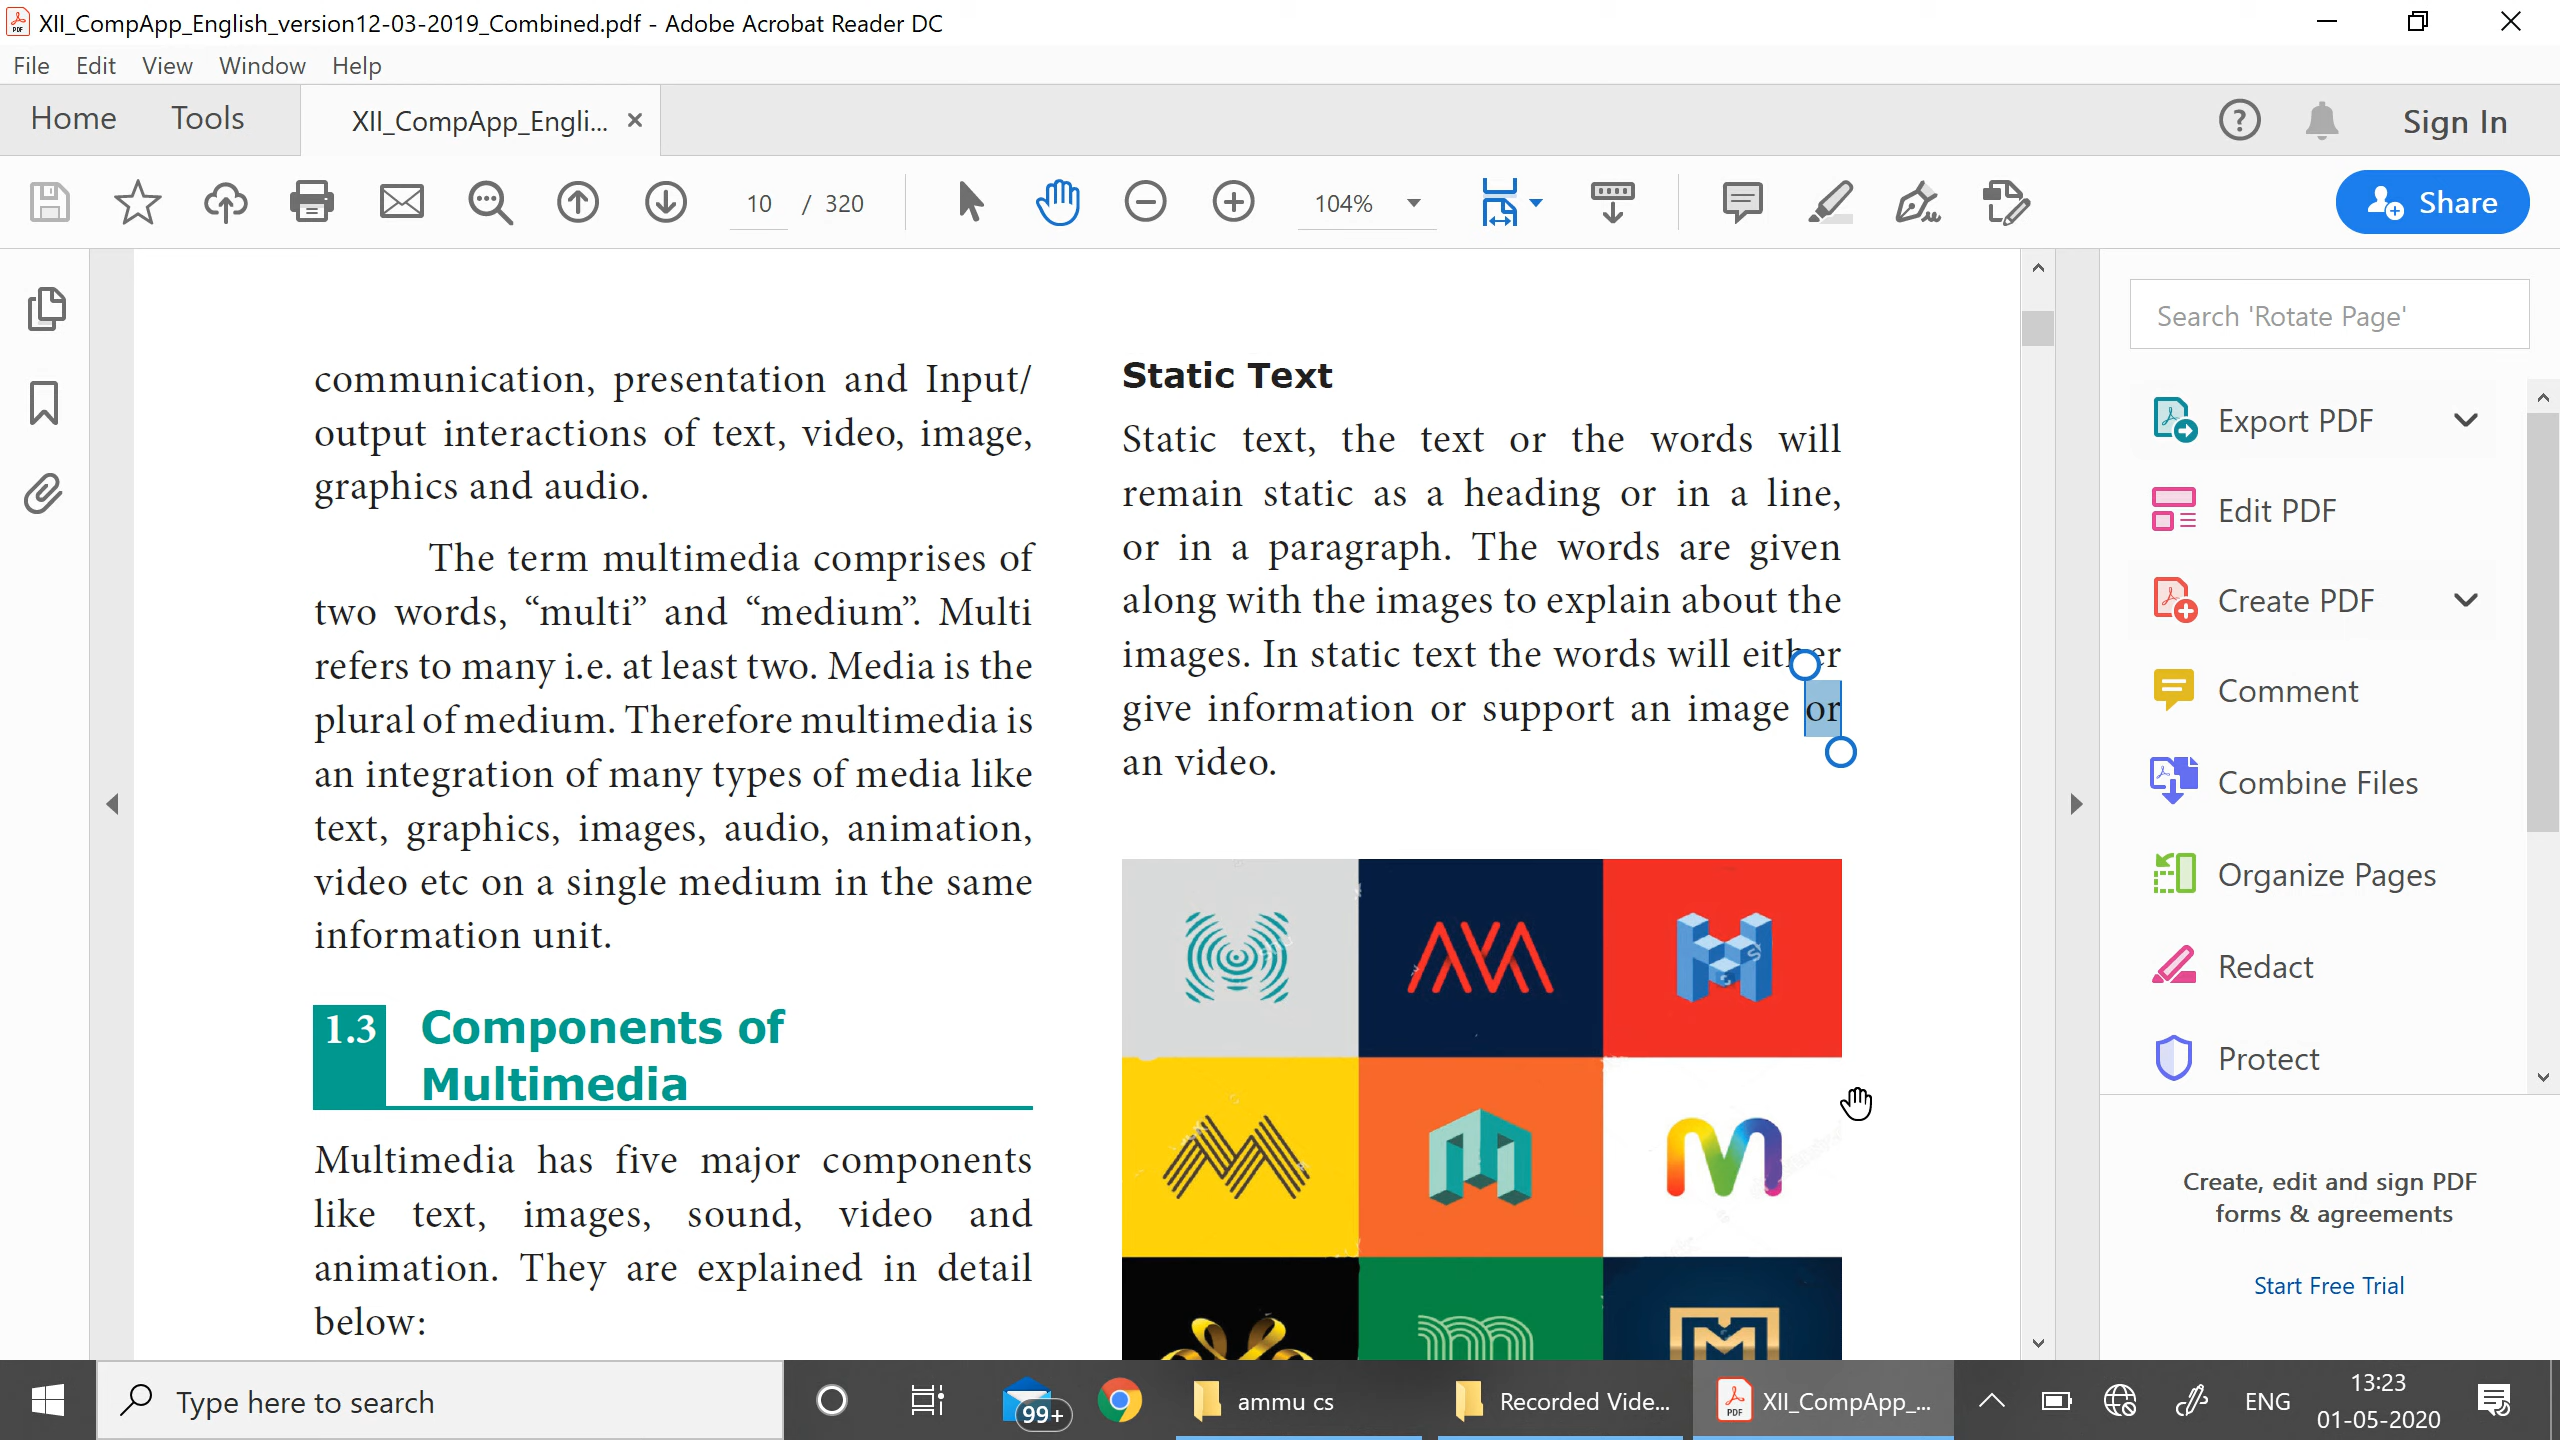 XII_CompApp_English_version12-03-2019_Combined.pdf - Adobe Acrobat Reader DC
File Edit View Window Help
Home Tools XII_CompApp_Engli... × Sign In
10 / 320 104% Share
communication, presentation and Input/
output interactions of text, video, image,
graphics and audio.
The term multimedia comprises of
two words, “multi” and “medium”. Multi
refers to many i.e. at least two. Media is the
plural of medium. Therefore multimedia is
an integration of many types of media like
text, graphics, images, audio, animation,
video etc on a single medium in the same
information unit.
1.3 Components of
Multimedia
Multimedia has five major components
like text, images, sound, video and
animation. They are explained in detail
below:
Static Text
Static text, the text or the words will
remain static as a heading or in a line,
or in a paragraph. The words are given
along with the images to explain about the
images. In static text the words will either
give information or support an image or
an video.
Search 'Rotate Page'
Export PDF
Edit PDF
Create PDF
Comment
Combine Files
Organize Pages
Redact
Protect
Create, edit and sign PDF
forms & agreements
Start Free Trial
Type here to search
99+
ammu cs
Recorded Vide...
XII_CompApp_...
ENG
13:23
01-05-2020